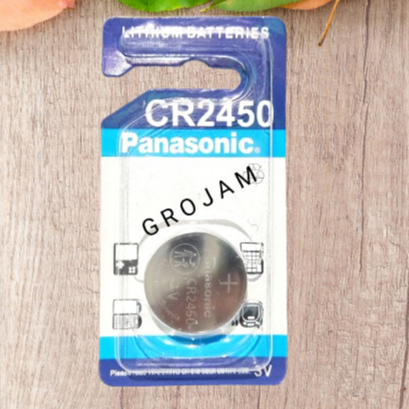 LITHIUM BATTERIES
CR2450
Panasonic
GROJAM
Panasonic
CR2450
3V
+
3V